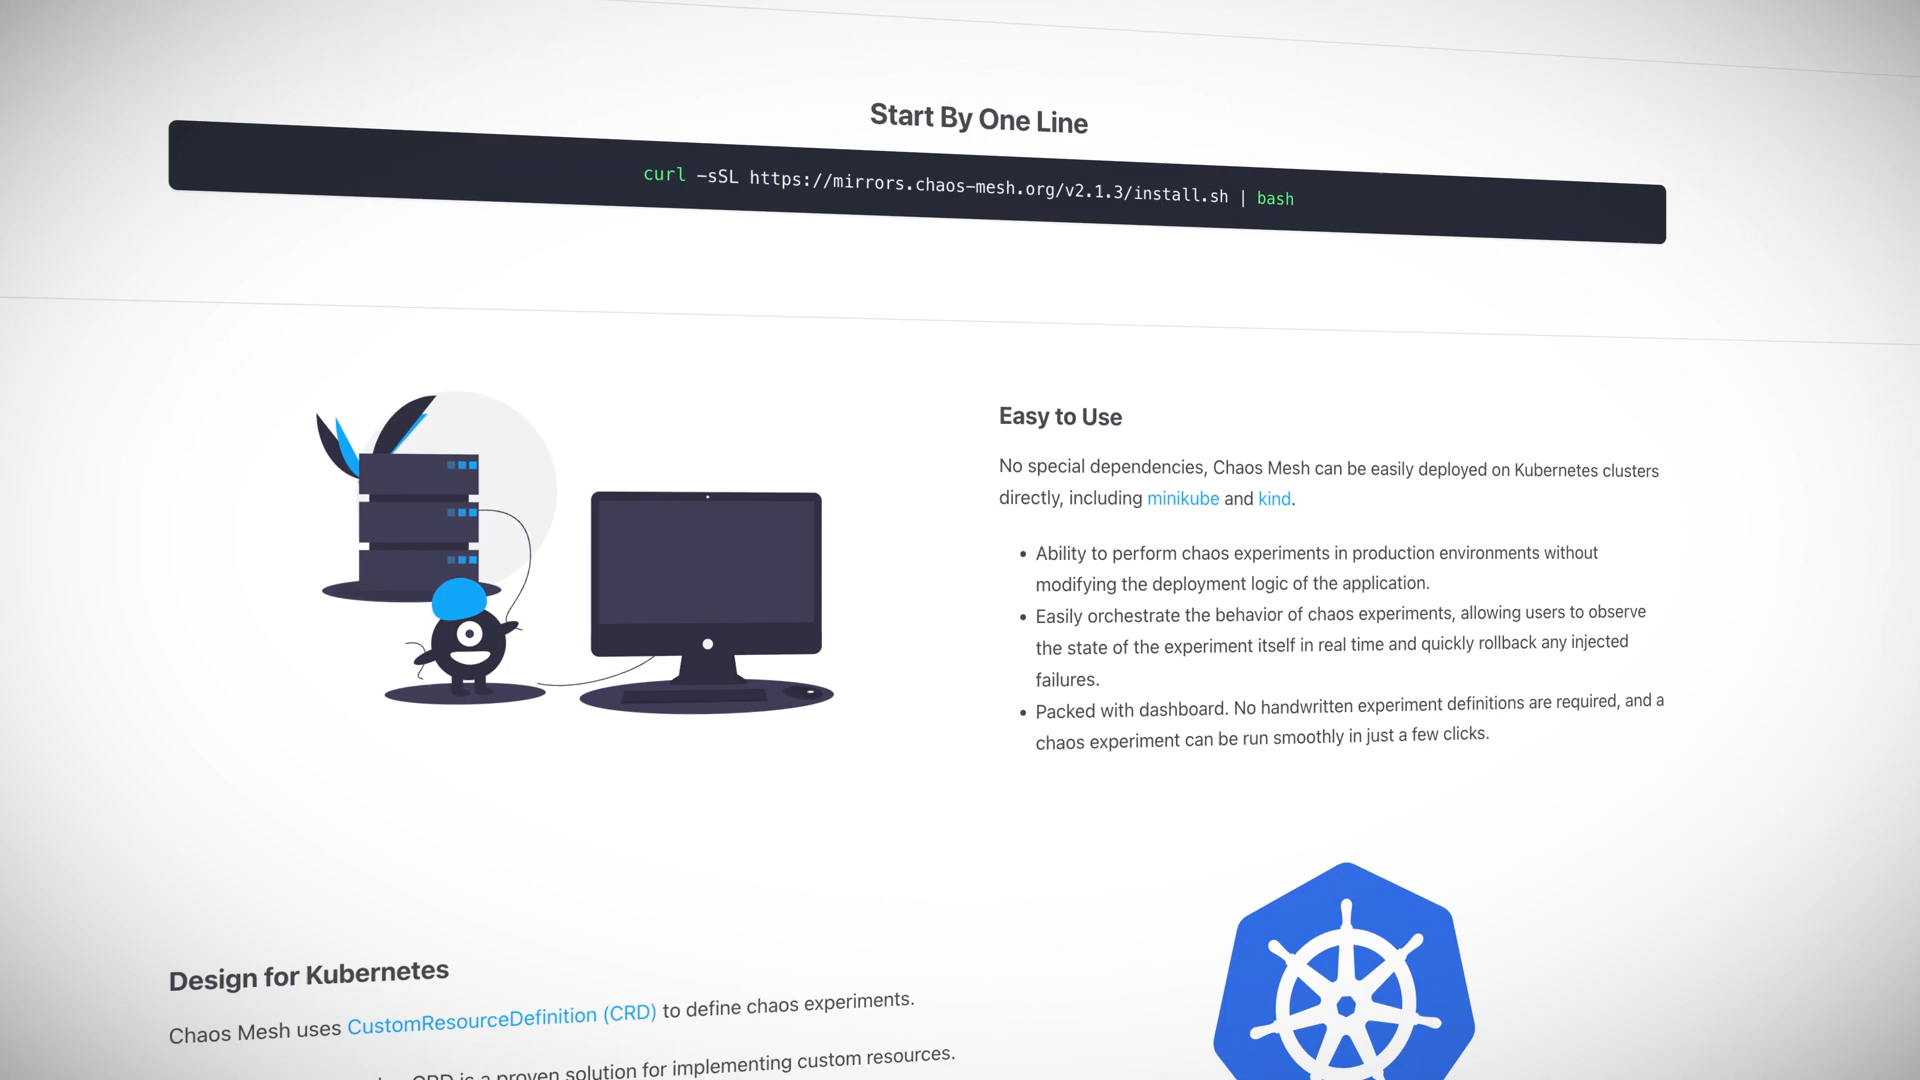 Start By One Line
curl -sSL https://mirrors.chaos-mesh.org/v2.1.3/install.sh | bash
Easy to Use
No special dependencies, Chaos Mesh can be easily deployed on Kubernetes clusters
directly, including minikube and kind.
• Ability to perform chaos experiments in production environments without
modifying the deployment logic of the application.
• Easily orchestrate the behavior of chaos experiments, allowing users to observe
the state of the experiment itself in real time and quickly rollback any injected
failures.
• Packed with dashboard. No handwritten experiment definitions are required, and a
chaos experiment can be run smoothly in just a few clicks.
Design for Kubernetes
Chaos Mesh uses CustomResourceDefinition (CRD) to define chaos experiments.
CRD is a proven solution for implementing custom resources.